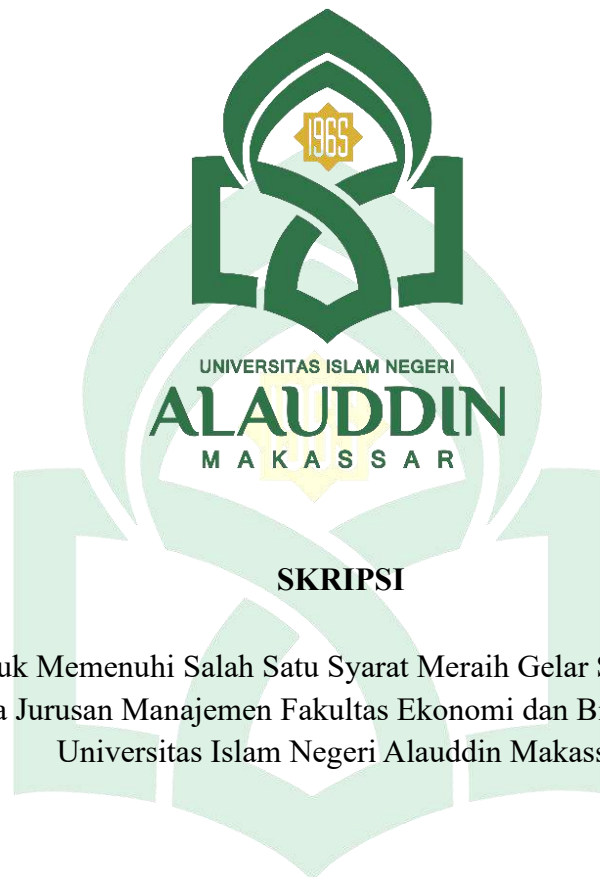 1965
UNIVERSITAS ISLAM NEGERI
ALAUDDIN
MAKASSAR
SKRIPSI
uk Memenuhi Salah Satu Syarat Meraih Gelar S
a Jurusan Manajemen Fakultas Ekonomi dan Bi
Universitas Islam Negeri Alauddin Makass